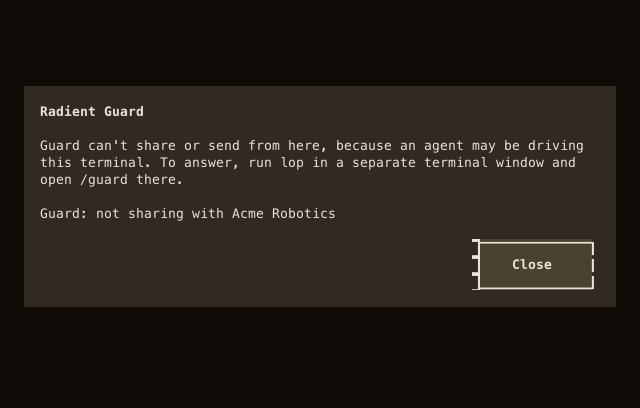 Radient Guard
Guard can't share or send from here, because an agent may be driving
this terminal. To answer, run lop in a separate terminal window and
open /guard there.
Guard: not sharing with Acme Robotics
Close